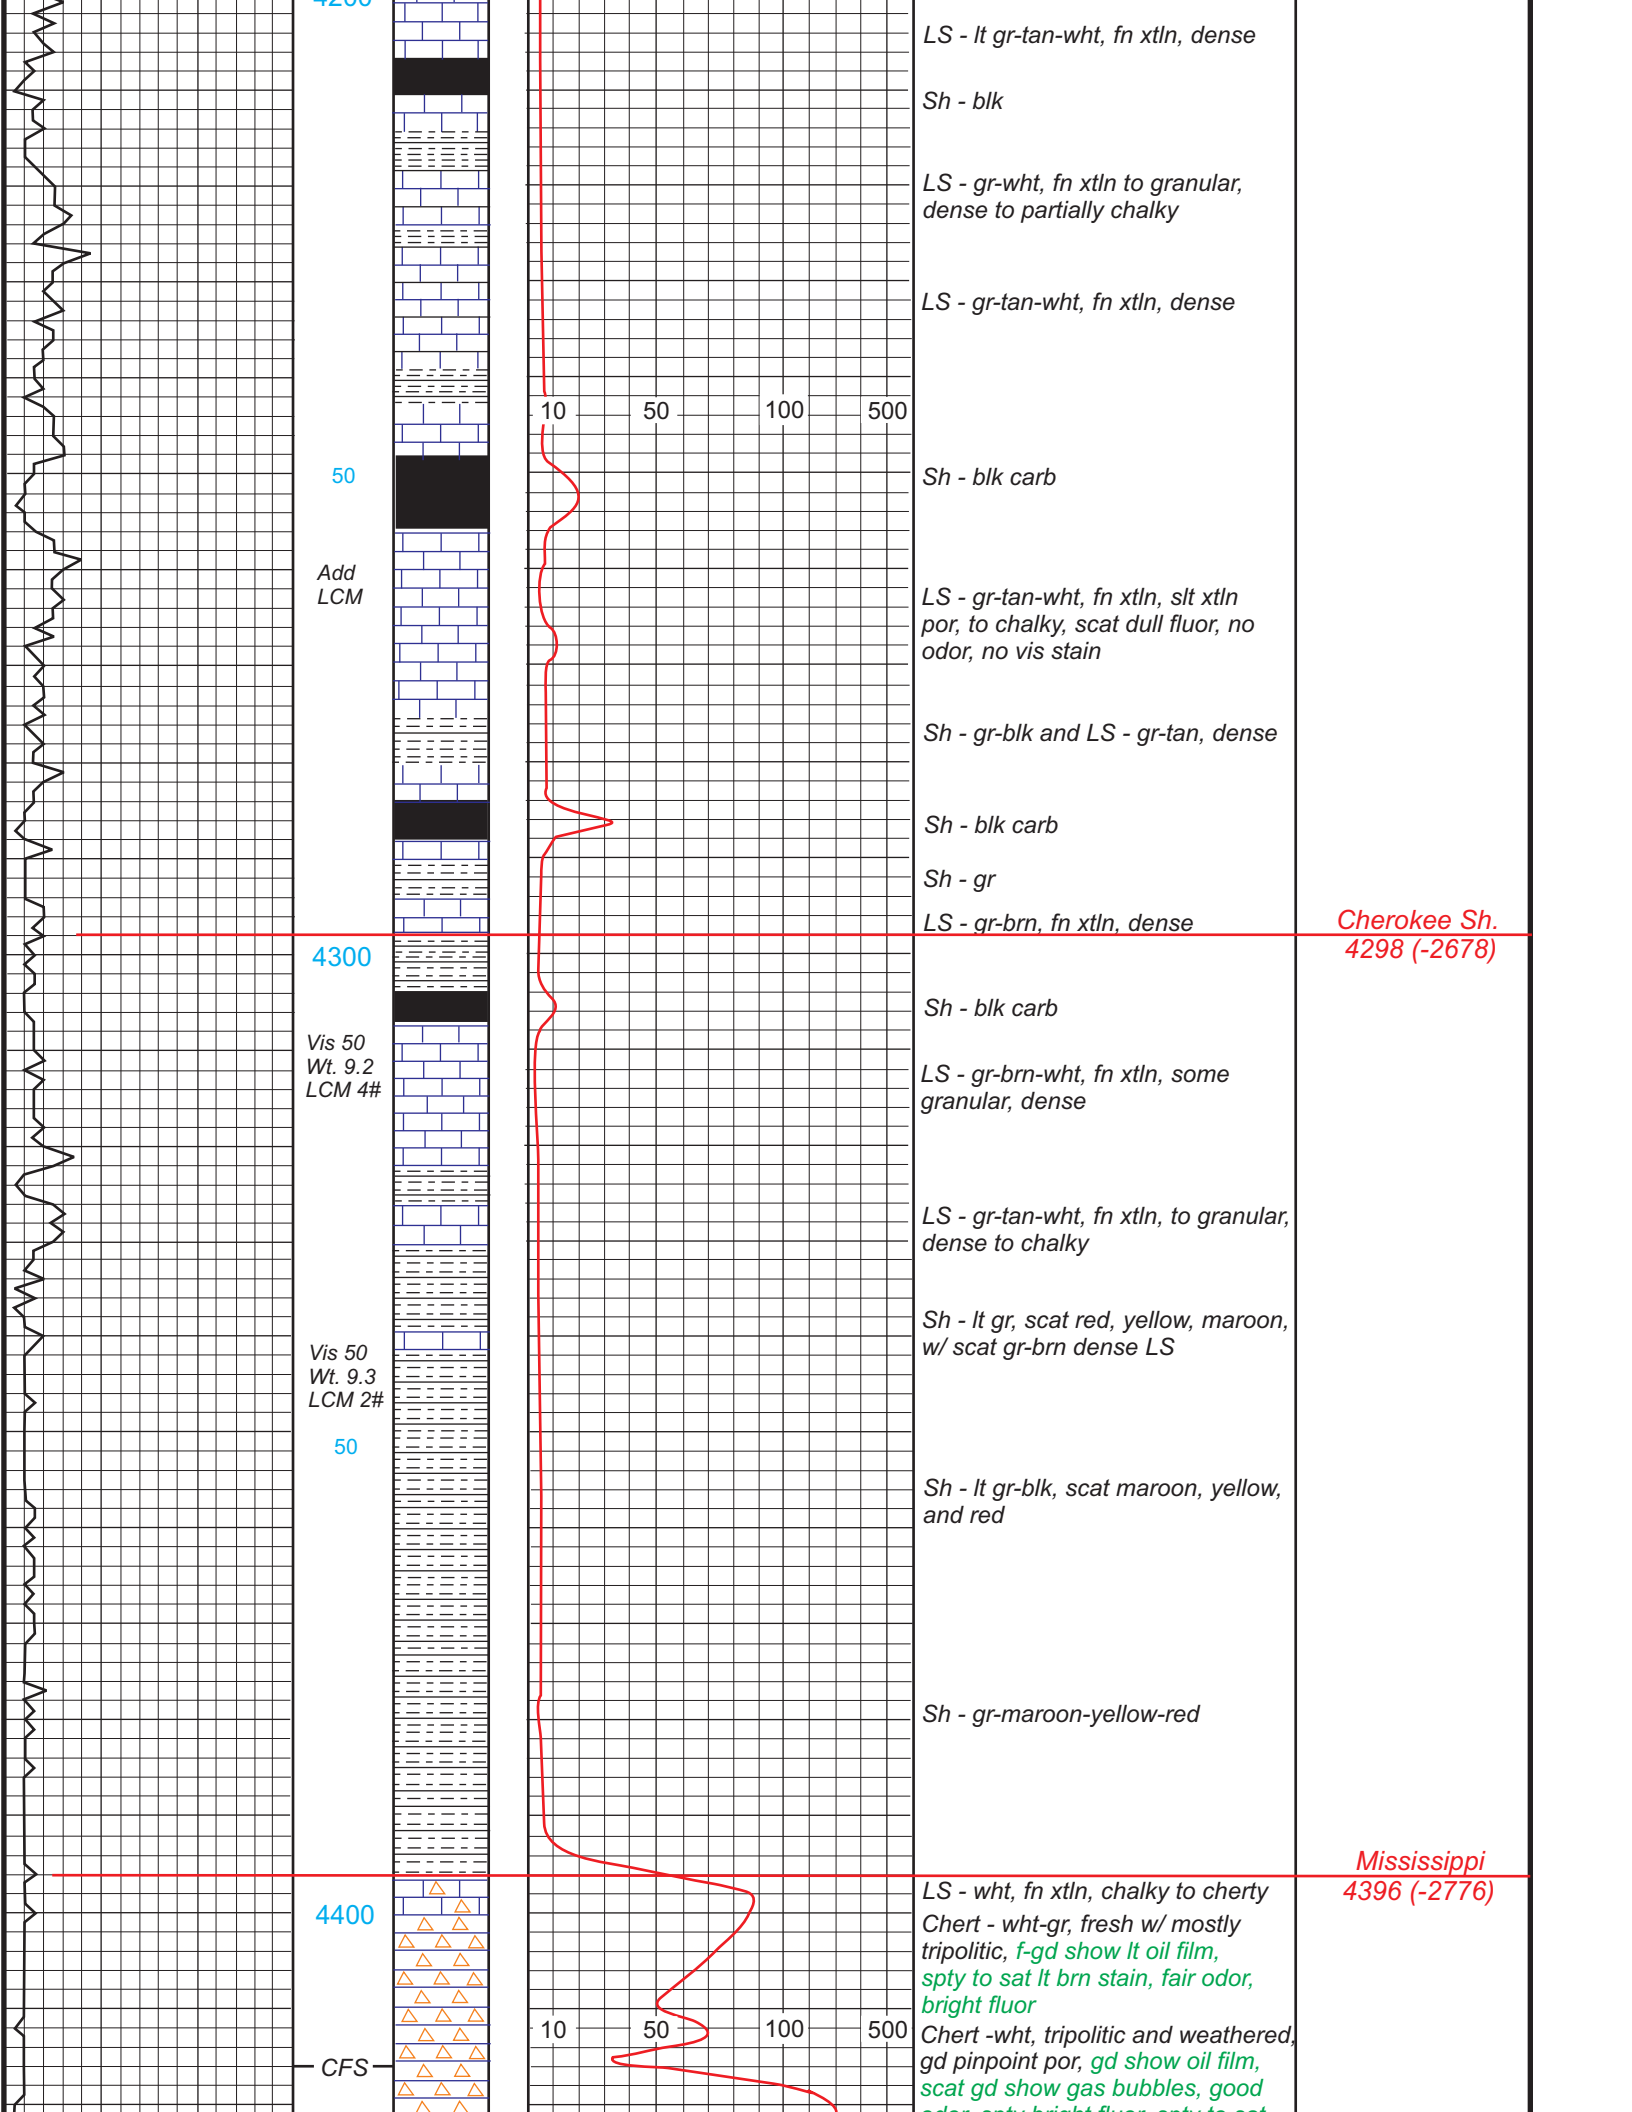 4200
LS - lt gr-tan-wht, fn xtln, dense
Sh - blk
LS - gr-wht, fn xtln to granular,
dense to partially chalky
LS - gr-tan-wht, fn xtln, dense
10 50 100 500
50
Sh - blk carb
Add
LCM
LS - gr-tan-wht, fn xtln, slt xtln
por, to chalky, scat dull fluor, no
odor, no vis stain
Sh - gr-blk and LS - gr-tan, dense
Sh - blk carb
Sh - gr
LS - gr-brn, fn xtln, dense
Cherokee Sh.
4298 (-2678)
4300
Sh - blk carb
Vis 50
Wt. 9.2
LCM 4#
LS - gr-brn-wht, fn xtln, some
granular, dense
LS - gr-tan-wht, fn xtln, to granular,
dense to chalky
Sh - lt gr, scat red, yellow, maroon,
w/ scat gr-brn dense LS
Vis 50
Wt. 9.3
LCM 2#
50
Sh - lt gr-blk, scat maroon, yellow,
and red
Sh - gr-maroon-yellow-red
Mississippi
4396 (-2776)
LS - wht, fn xtln, chalky to cherty
4400
Chert - wht-gr, fresh w/ mostly
tripolitic, f-gd show lt oil film,
spty to sat lt brn stain, fair odor,
bright fluor
10 50 100 500
Chert -wht, tripolitic and weathered,
gd pinpoint por, gd show oil film,
CFS
scat gd show gas bubbles, good
odor, spty bright fluor, spty to sat